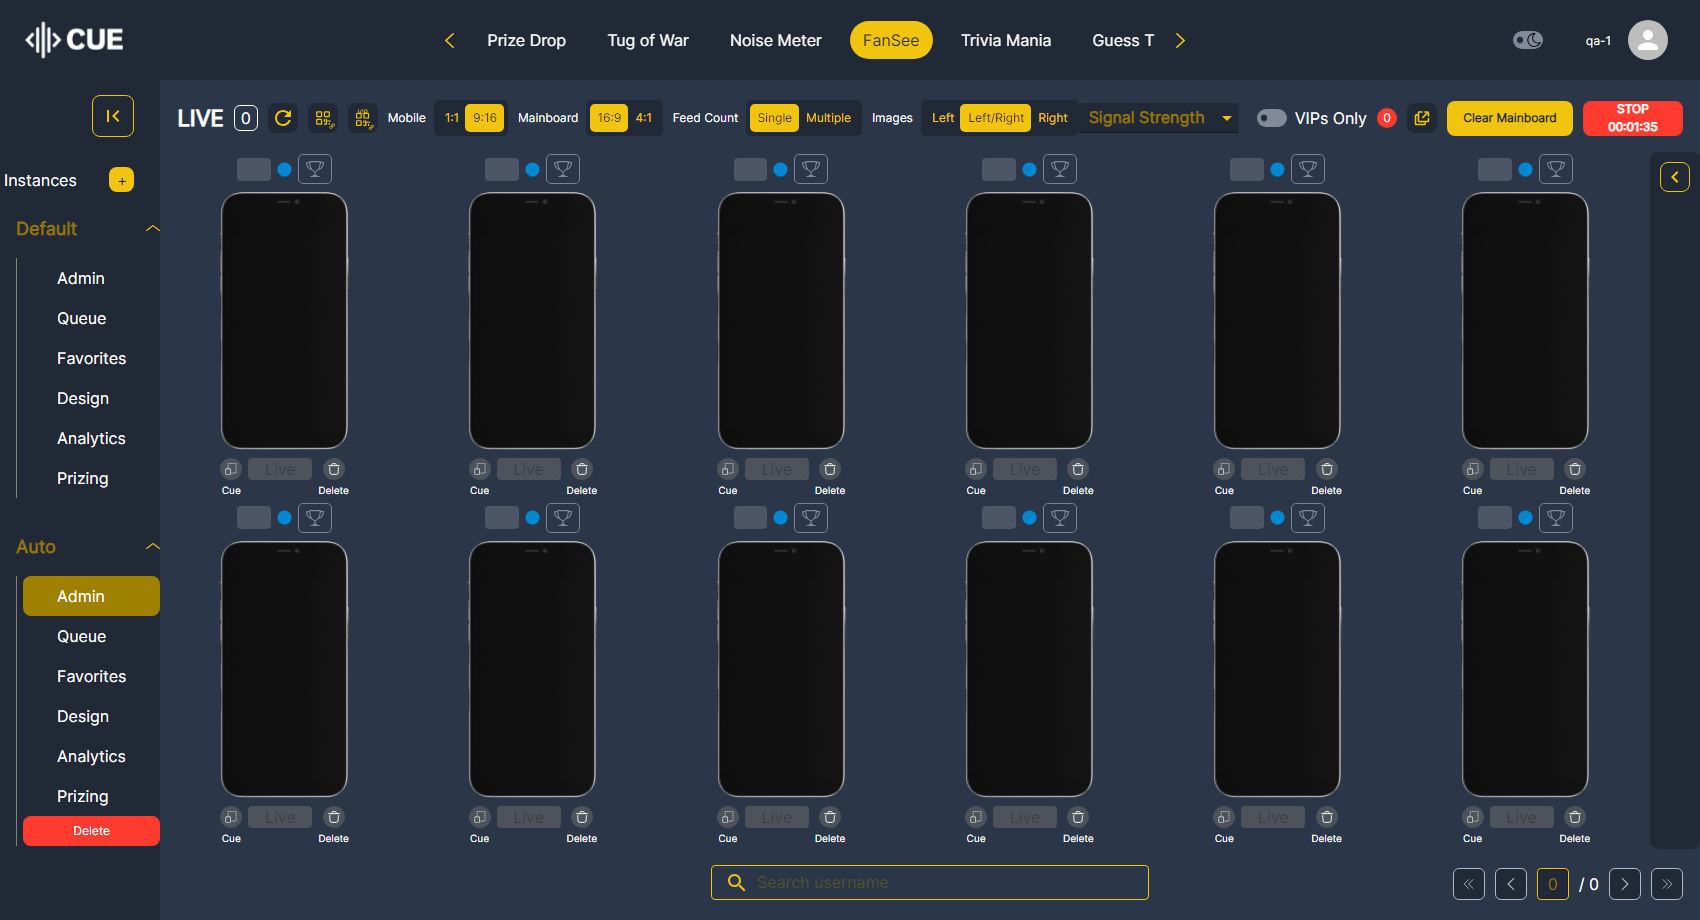 CUE
Prize Drop
Tug of War
Noise Meter
FanSee
Trivia Mania
Guess T
qa-1
LIVE
0
Mobile
1:1
9:16
Mainboard
16:9
4:1
Feed Count
Single
Multiple
Images
Left
Left/Right
Right
Signal Strength
VIPs Only
0
Clear Mainboard
STOP
00:01:35
Instances
+
Default
Admin
Queue
Favorites
Design
Analytics
Prizing
Auto
Admin
Queue
Favorites
Design
Analytics
Prizing
Delete
Live
Live
Live
Live
Live
Live
Cue Delete
Cue Delete
Cue Delete
Cue Delete
Cue Delete
Cue Delete
Live
Live
Live
Live
Live
Live
Cue Delete
Cue Delete
Cue Delete
Cue Delete
Cue Delete
Cue Delete
Search username
0 / 0